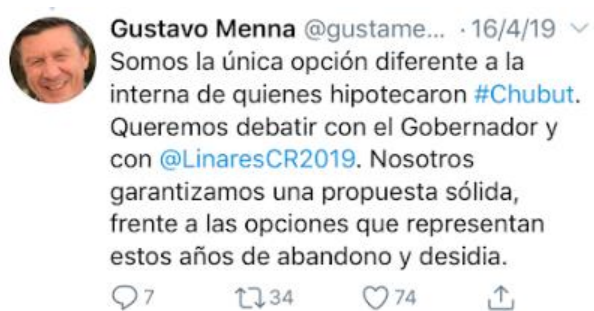 Gustavo Menna @gustame... · 16/4/19
Somos la única opción diferente a la
interna de quienes hipotecaron #Chubut.
Queremos debatir con el Gobernador y
con @LinaresCR2019. Nosotros
garantizamos una propuesta sólida,
frente a las opciones que representan
estos años de abandono y desidia.
7 34 74